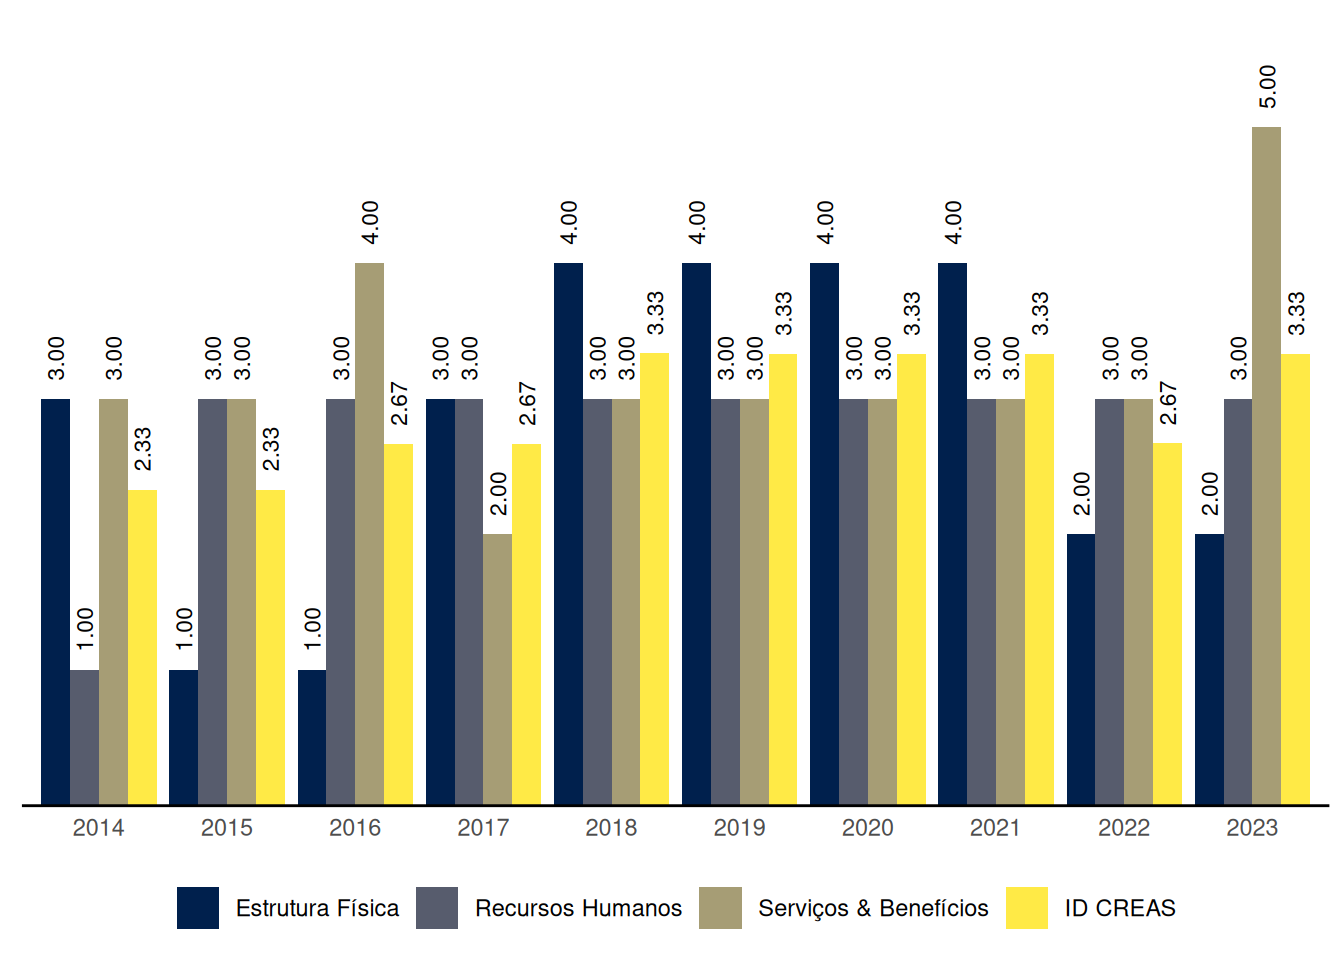 5.00
4.00 4.00 4.00 4.00 4.00
3.00 3.00 3.00 3.00 3.00 3.00 3.00 3.00 3.00 3.33 3.00 3.00 3.33 3.00 3.00 3.33 3.00 3.00 3.33 3.00 3.00 3.00 3.33
2.33 2.33 2.67 2.67 2.67
2.00 2.00 2.00
1.00 1.00 1.00
2014 2015 2016 2017 2018 2019 2020 2021 2022 2023
Estrutura Física Recursos Humanos Serviços & Benefícios ID CREAS